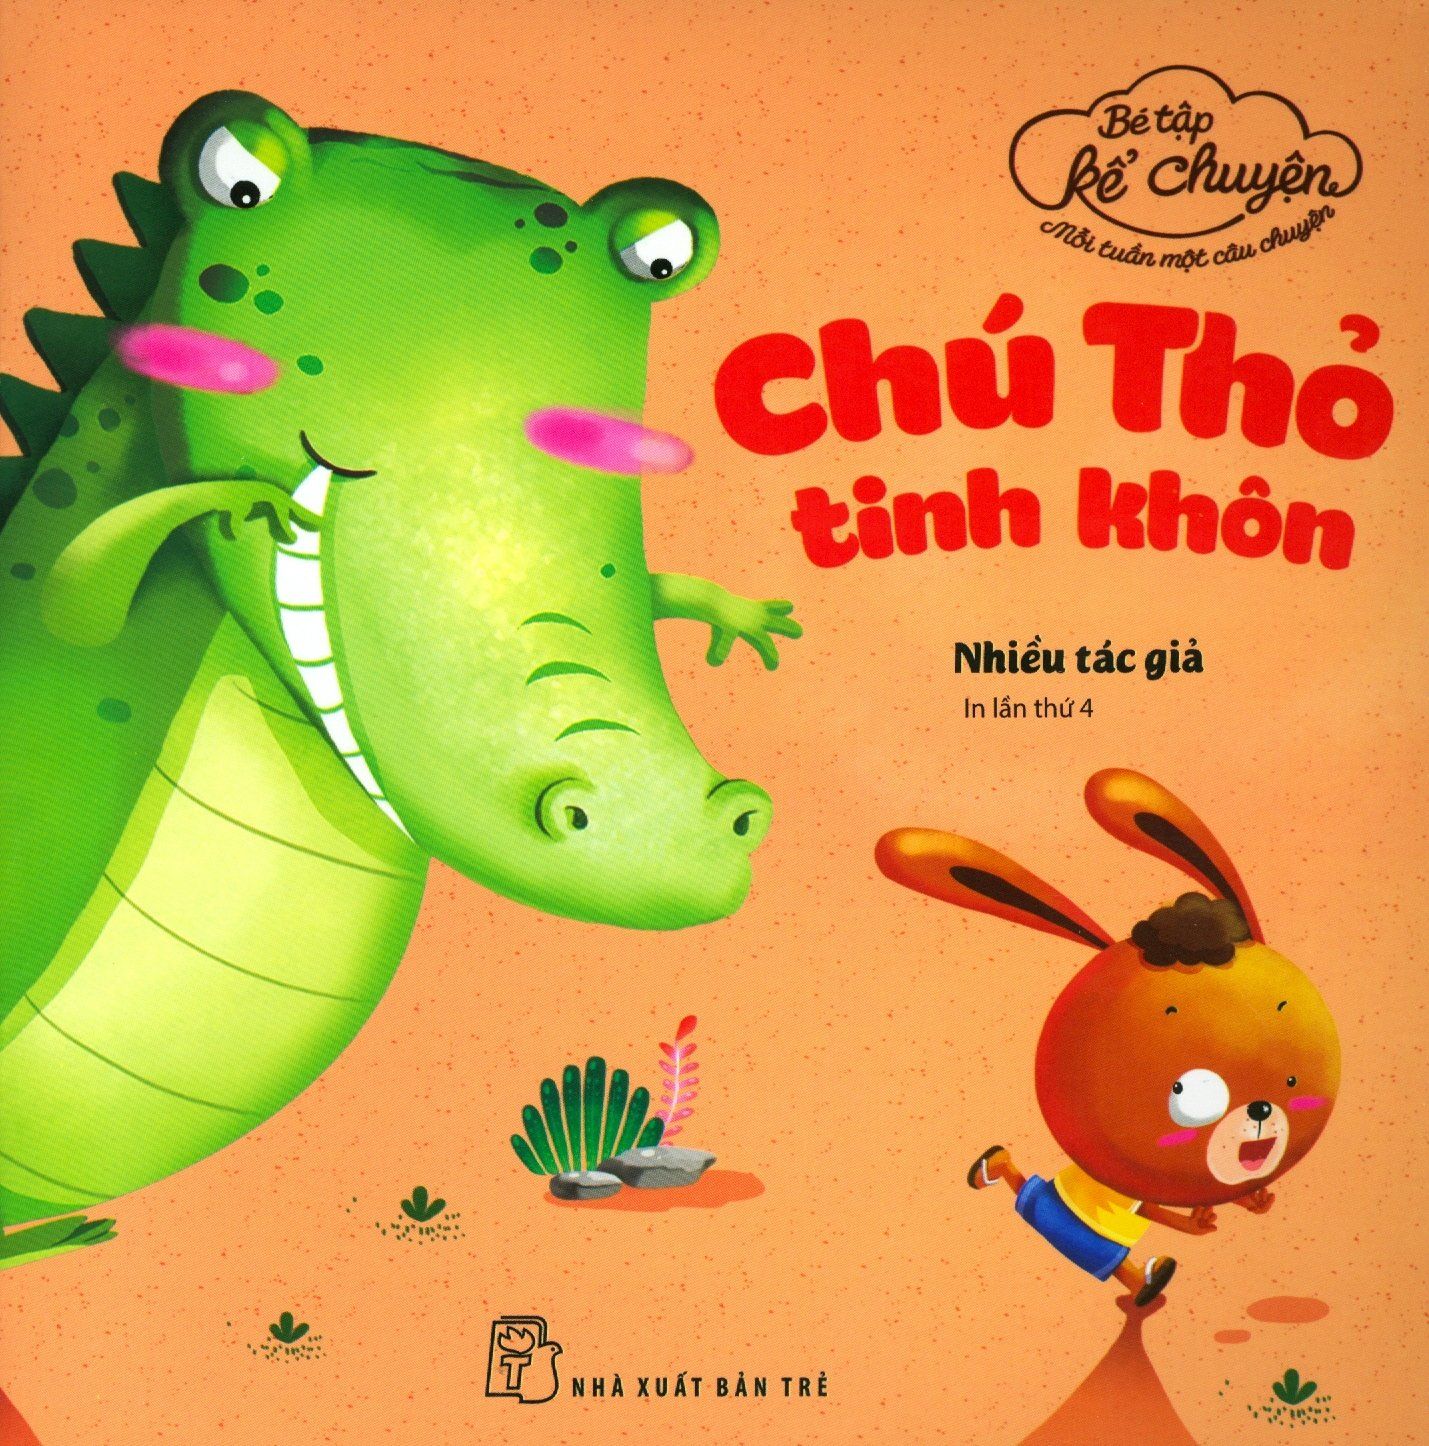 Bé tập
kể chuyện
Mỗi tuần một câu chuyện
Chú Thỏ
tinh khôn
Nhiều tác giả
In lần thứ 4
T
NHÀ XUẤT BẢN TRẺ